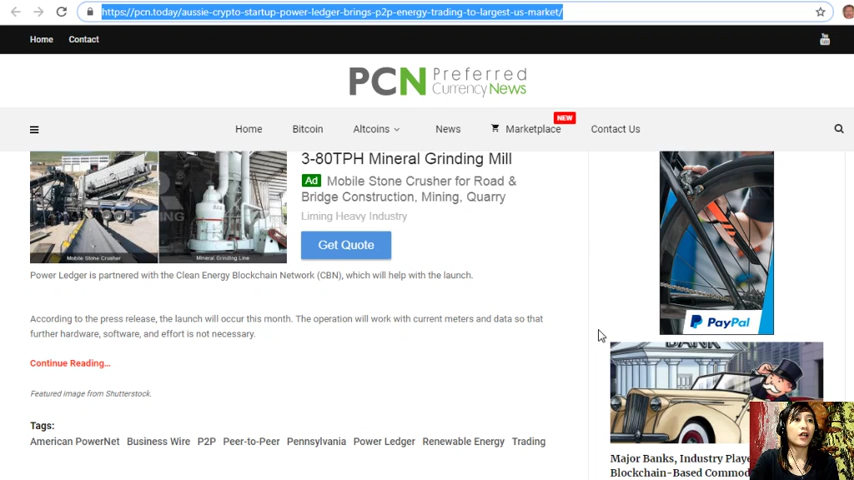 https://pcn.today/aussie-crypto-startup-power-ledger-brings-p2p-energy-trading-to-largest-us-market/
Home Contact
You Tube
PCN Preferred Currency News
NEW
Home Bitcoin Altcoins News Marketplace Contact Us
3-80TPH Mineral Grinding Mill
Ad Mobile Stone Crusher for Road &
Bridge Construction, Mining, Quarry
Liming Heavy Industry
Get Quote
Mobile Stone Crusher Mineral Grinding Line
PayPal
Power Ledger is partnered with the Clean Energy Blockchain Network (CBN), which will help with the launch.
According to the press release, the launch will occur this month. The operation will work with current meters and data so that
further hardware, software, and effort is not necessary.
Continue Reading...
Featured image from Shutterstock.
Tags:
American PowerNet Business Wire P2P Peer-to-Peer Pennsylvania Power Ledger Renewable Energy Trading
BANK
Major Banks, Industry Playe
Blockchain-Based Commod